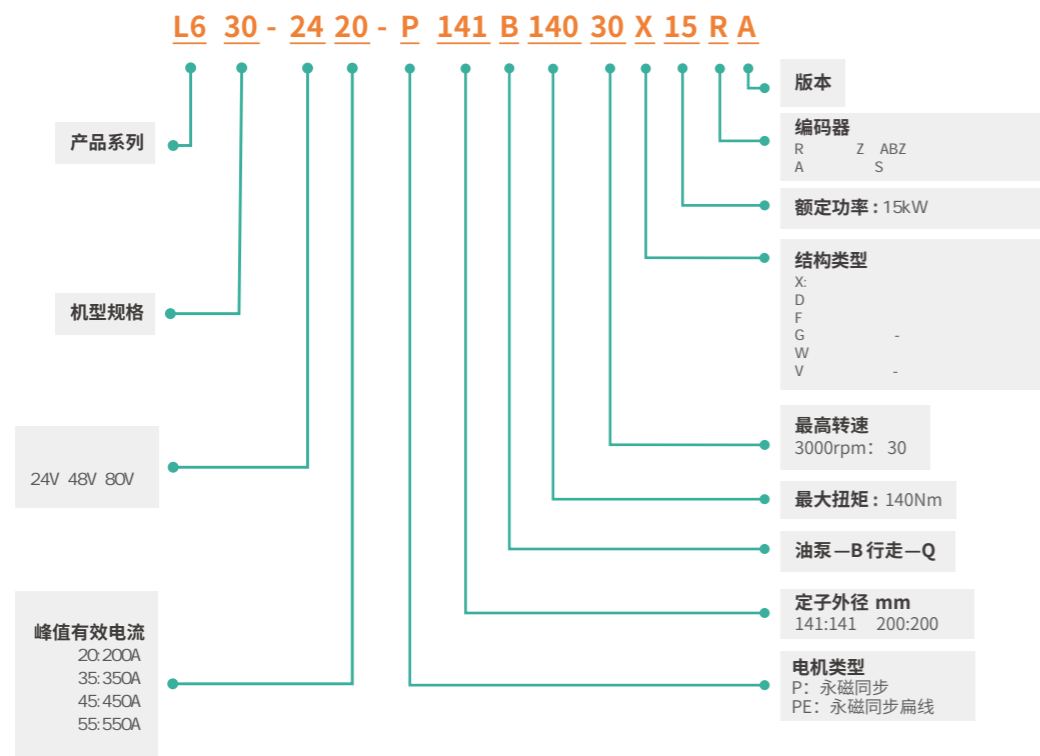 L6 30 - 24 20 - P 141 B 140 30 X 15 R A
产品系列
机型规格
24V 48V 80V
峰值有效电流
20:200A
35:350A
45:450A
55:550A
版本
编码器
R Z ABZ
A S
额定功率：15kW
结构类型
X:
D
F
G -
W
V -
最高转速
3000rpm： 30
最大扭矩：140Nm
油泵—B 行走—Q
定子外径 mm
141:141 200:200
电机类型
P：永磁同步
PE：永磁同步扁线